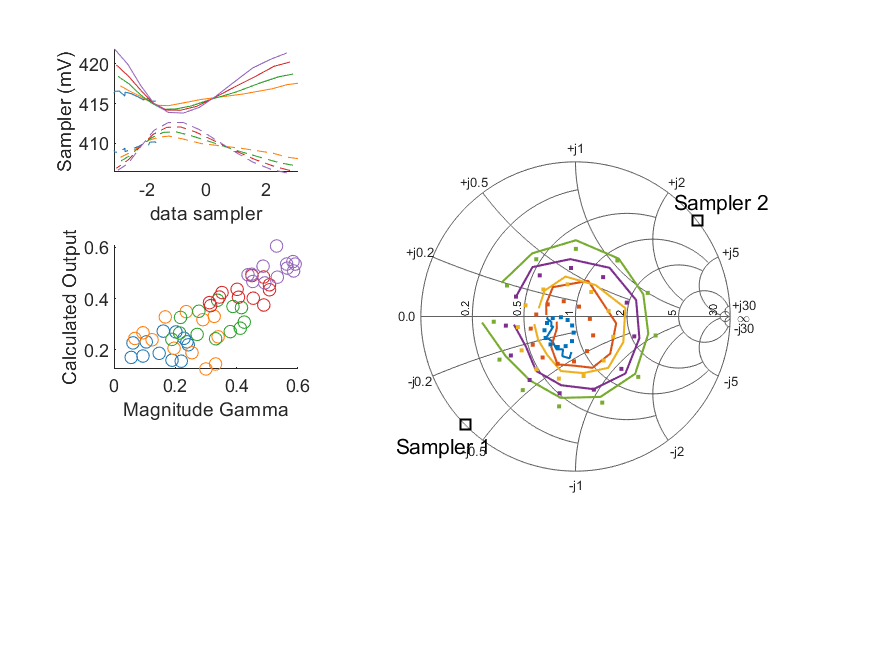 Sampler (mV)
420
415
410
-2
0
2
data sampler
Calculated Output
0.6
0.4
0.2
0
0.2
0.4
0.6
Magnitude Gamma
+j1
+j0.5
+j2
Sampler 2
+j0.2
+j5
0.0
0.2
0.5
1
2
5
30
+j30
∞
-j30
-j0.2
-j5
Sampler 1
-j0.5
-j2
-j1